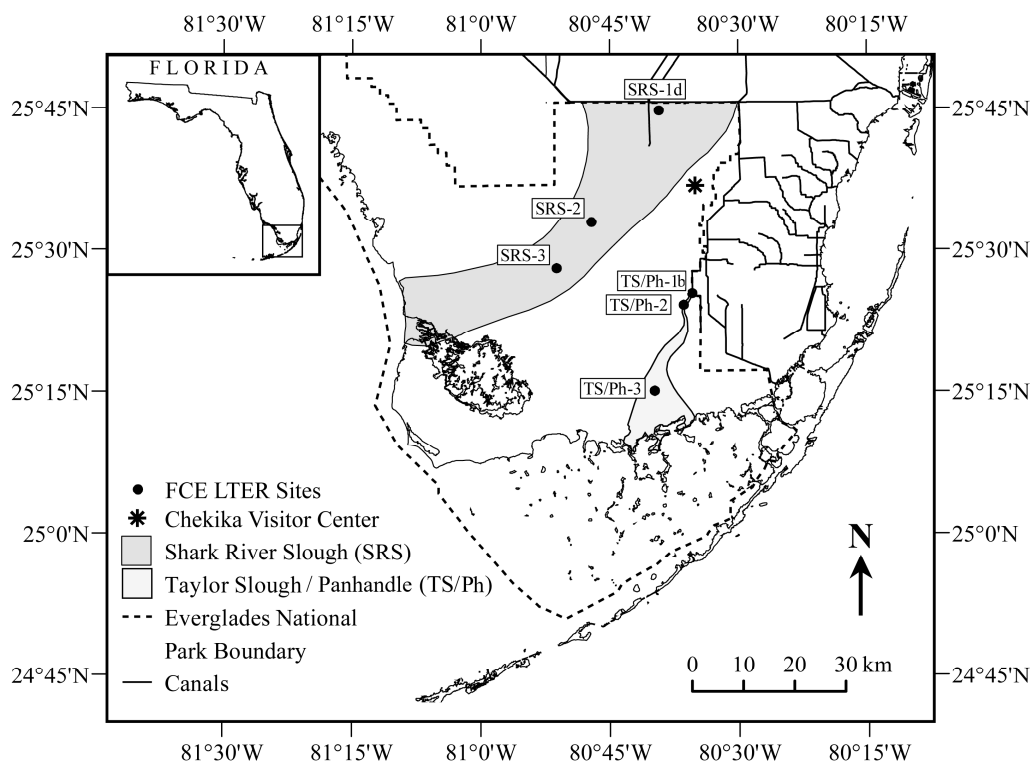 81°30'W 81°15'W 81°0'W 80°45'W 80°30'W 80°15'W
FLORIDA
25°45'N
25°45'N
SRS-1d
SRS-2
25°30'N
25°30'N
SRS-3
TS/Ph-1b
TS/Ph-2
25°15'N
25°15'N
TS/Ph-3
FCE LTER Sites
Chekika Visitor Center
25°0'N
25°0'N
Shark River Slough (SRS)
Taylor Slough / Panhandle (TS/Ph)
Everglades National
Park Boundary
Canals
N
0 10 20 30 km
24°45'N
24°45'N
81°30'W 81°15'W 81°0'W 80°45'W 80°30'W 80°15'W